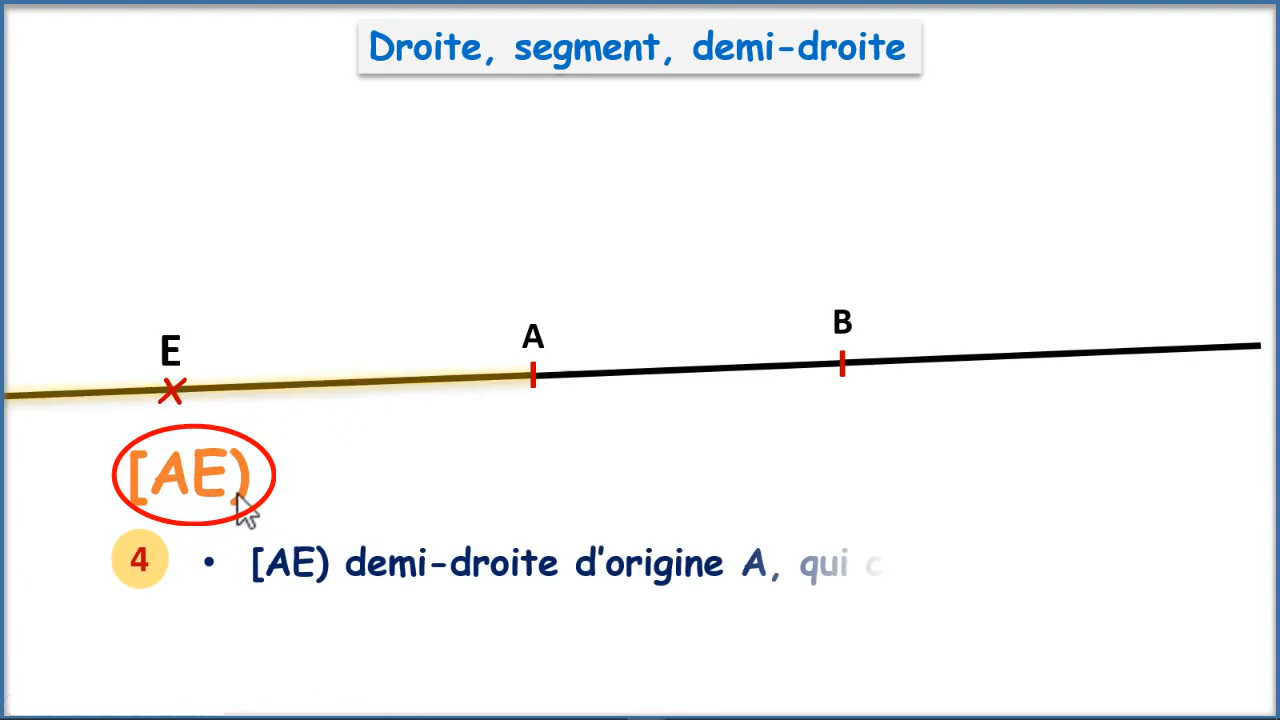 Droite, segment, demi-droite
E
A
B
[AE)
4 • [AE) demi-droite d’origine A, qui